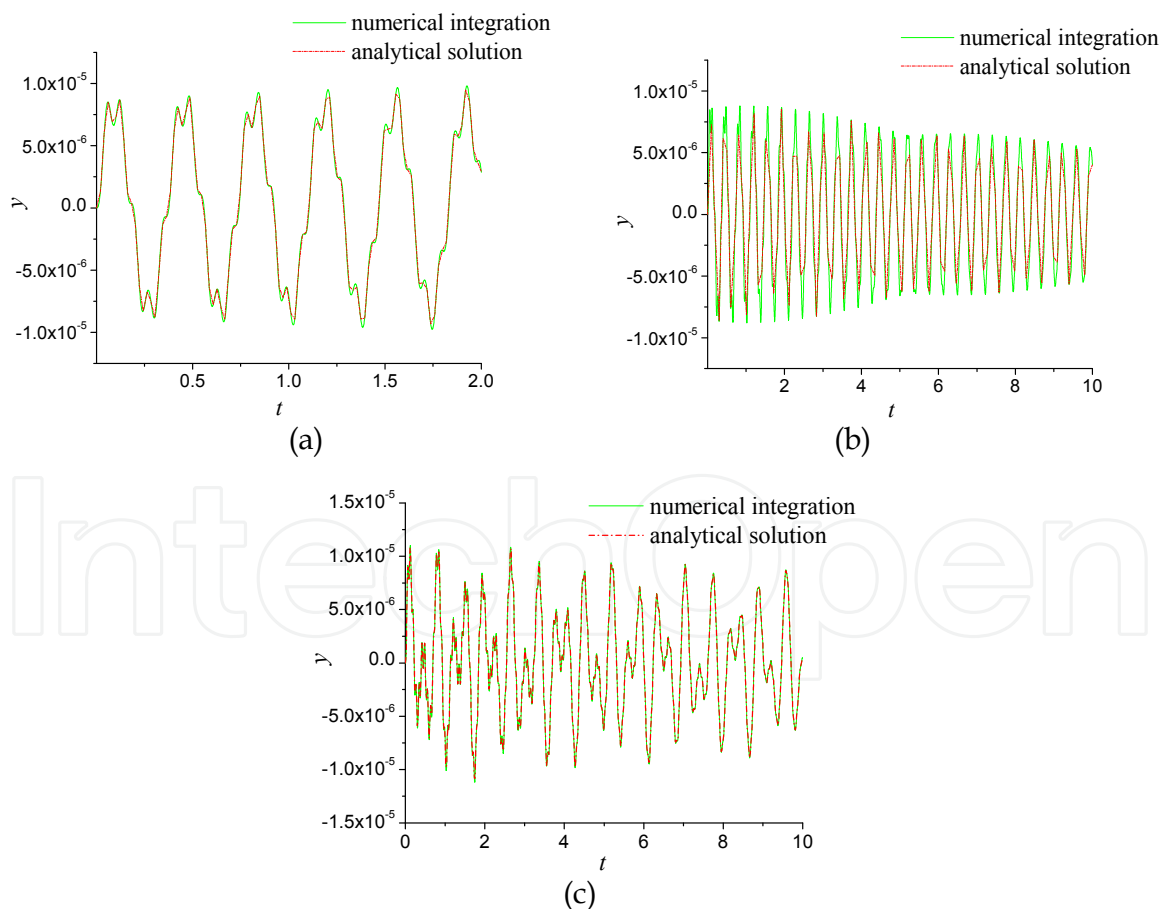 numerical integration
analytical solution
1.0x10⁻⁵
5.0x10⁻⁶
0.0
-5.0x10⁻⁶
-1.0x10⁻⁵
y
0.5 1.0 1.5 2.0
t
(a)
numerical integration
analytical solution
1.0x10⁻⁵
5.0x10⁻⁶
0.0
-5.0x10⁻⁶
-1.0x10⁻⁵
y
2 4 6 8 10
t
(b)
numerical integration
analytical solution
1.5x10⁻⁵
1.0x10⁻⁵
5.0x10⁻⁶
0.0
-5.0x10⁻⁶
-1.0x10⁻⁵
-1.5x10⁻⁵
y
0 2 4 6 8 10
t
(c)
IntechOpen